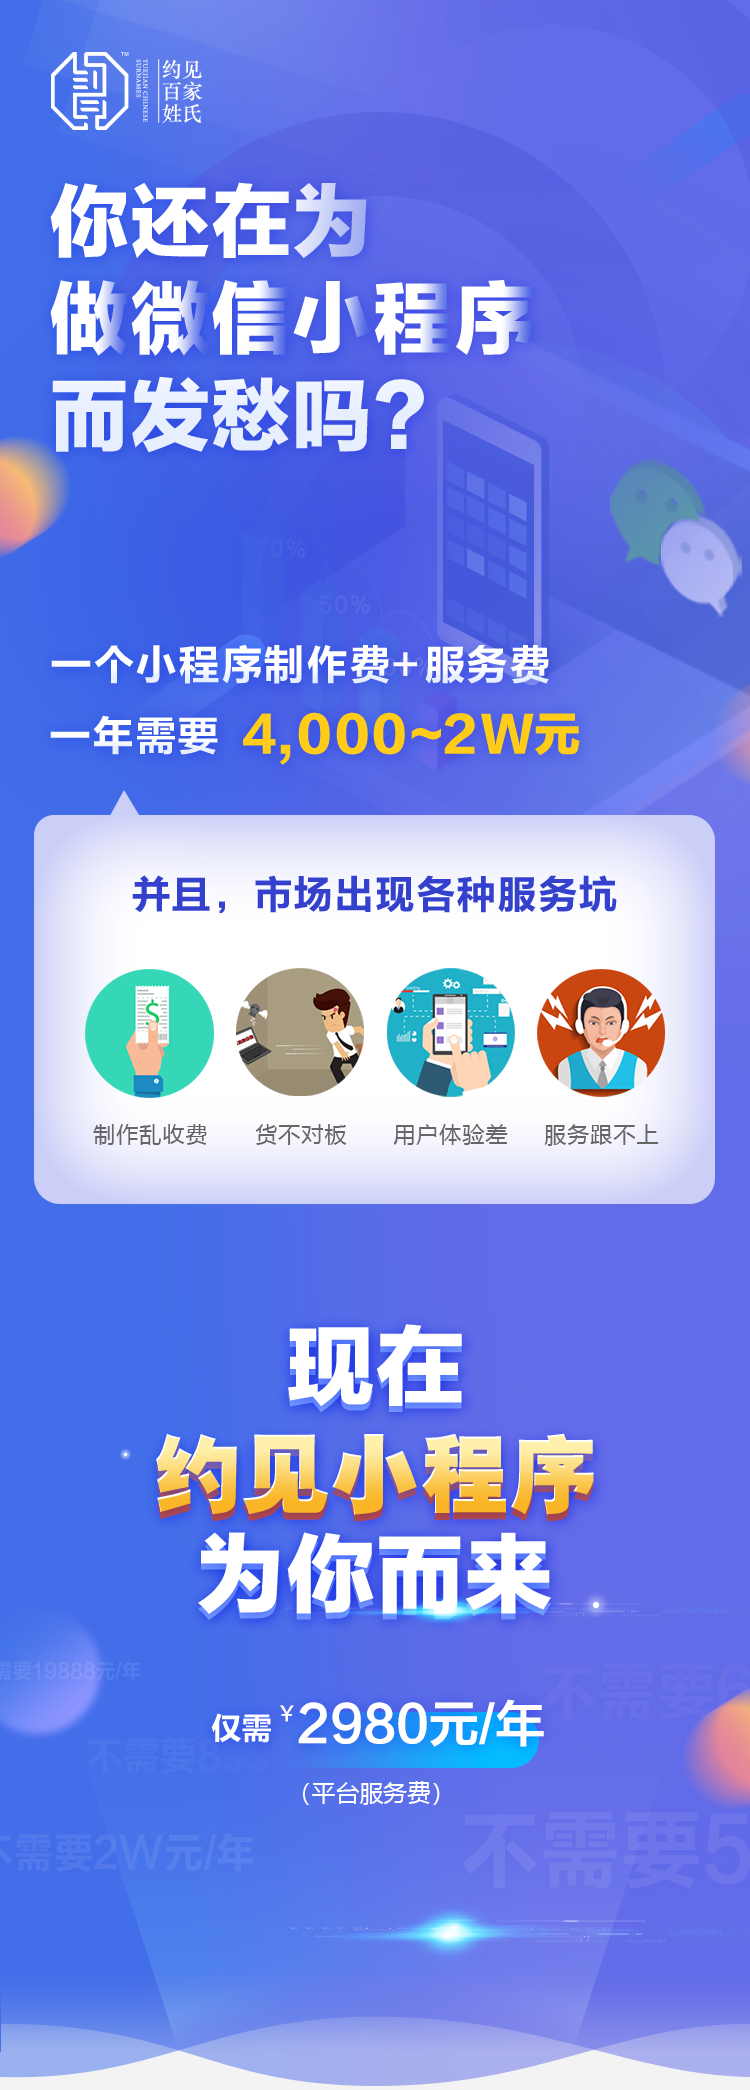 约见
百家
姓氏
YUEJIAN CHINESE
SURNAMES
TM
你还在为
做微信小程序
而发愁吗?
70%
50%
一个小程序制作费+服务费
一年需要 4,000~2W元
并且，市场出现各种服务坑
制作乱收费 货不对板 用户体验差 服务跟不上
现在
约见小程序
为你而来
需要19888元/年
不需要6
仅需 ¥2980元/年
不需要8
（平台服务费）
不需要5
不需要2W元/年